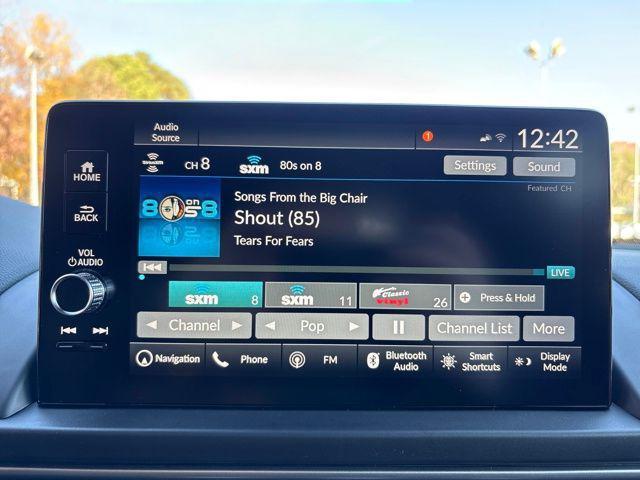 Audio
Source
1
12:42
HOME
BACK
VOL
AUDIO
siriusxm
CH 8
sxm
80s on 8
Settings
Sound
Featured CH
80s on 8
Songs From the Big Chair
Shout (85)
Tears For Fears
LIVE
sxm 8
sxm 11
Classic vinyl 26
Press & Hold
Channel
Pop
Channel List
More
Navigation
Phone
FM
Bluetooth
Audio
Smart
Shortcuts
Display
Mode